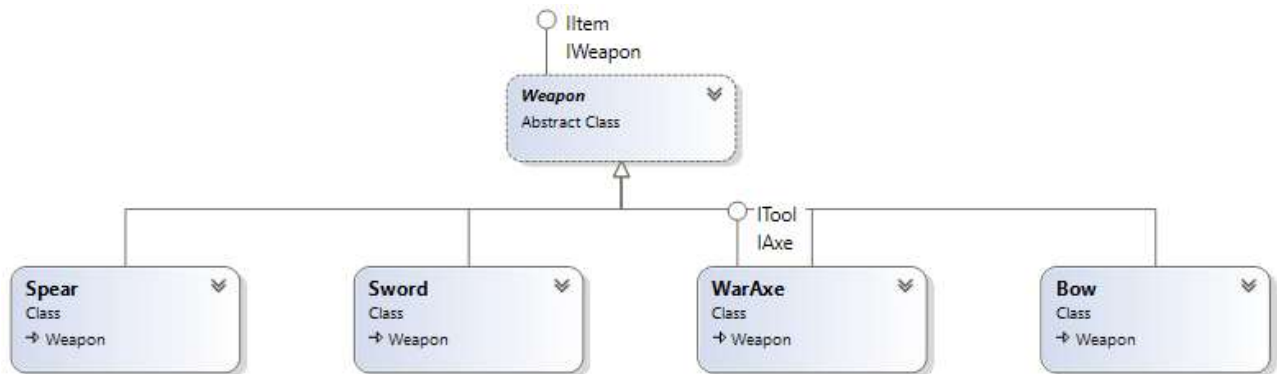 IItem
IWeapon
Weapon
Abstract Class
ITool
IAxe
Spear
Class
Weapon
Sword
Class
Weapon
WarAxe
Class
Weapon
Bow
Class
Weapon